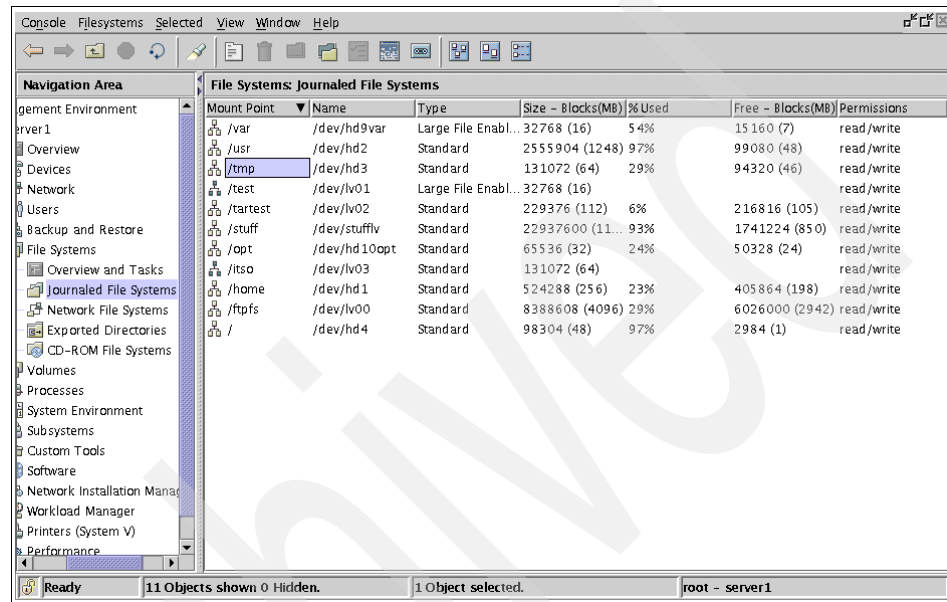 Console Filesystems Selected View Window Help
Navigation Area
File Systems: Journaled File Systems
gement Environment
erver1
Overview
Devices
Network
Users
Backup and Restore
File Systems
Overview and Tasks
Journaled File Systems
Network File Systems
Exported Directories
CD-ROM File Systems
Volumes
Processes
System Environment
Subsystems
Custom Tools
Software
Network Installation Manag
Workload Manager
Printers (System V)
Performance
Mount Point Name Type Size - Blocks(MB) % Used Free - Blocks(MB) Permissions
/var /dev/hd9var Large File Enabl... 32768 (16) 54% 15160 (7) read/write
/usr /dev/hd2 Standard 2555904 (1248) 97% 99080 (48) read/write
/tmp /dev/hd3 Standard 131072 (64) 29% 94320 (46) read/write
/test /dev/lv01 Large File Enabl... 32768 (16) read/write
/tartest /dev/lv02 Standard 229376 (112) 6% 216816 (105) read/write
/stuff /dev/stufflv Standard 22937600 (11... 93% 1741224 (850) read/write
/opt /dev/hd10opt Standard 65536 (32) 24% 50328 (24) read/write
/itso /dev/lv03 Standard 131072 (64) read/write
/home /dev/hd1 Standard 524288 (256) 23% 405864 (198) read/write
/ftpfs /dev/lv00 Standard 8388608 (4096) 29% 6026000 (2942) read/write
/ /dev/hd4 Standard 98304 (48) 97% 2984 (1) read/write
Ready 11 Objects shown 0 Hidden. 1 Object selected. root - server1